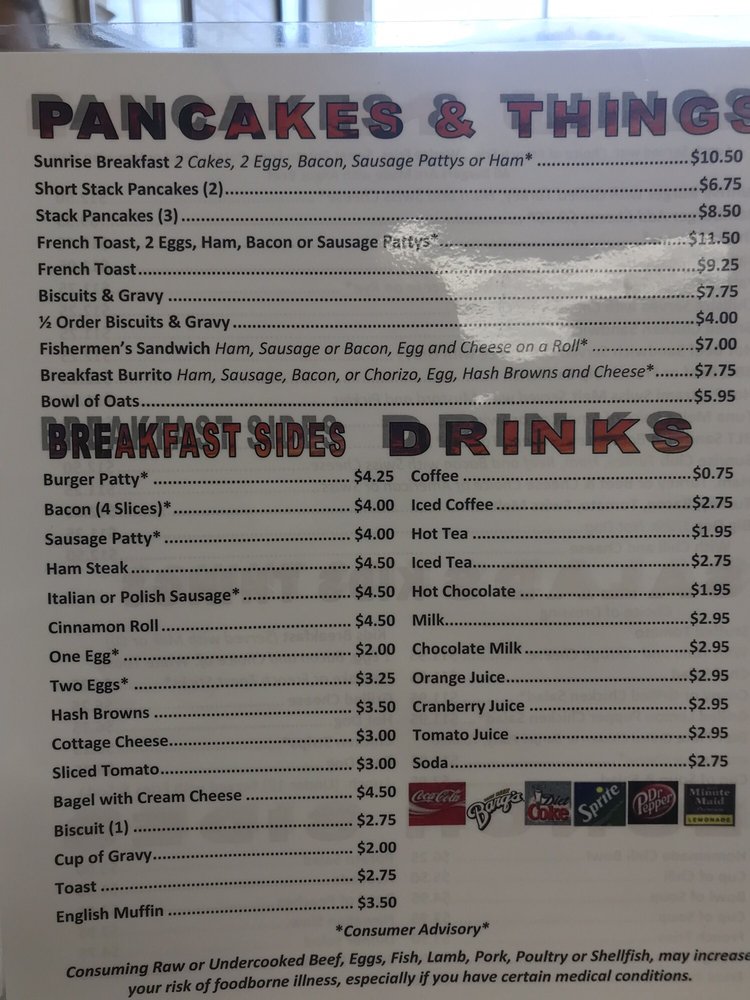 PANCAKES & THINGS
Sunrise Breakfast 2 Cakes, 2 Eggs, Bacon, Sausage Pattys or Ham* $10.50
Short Stack Pancakes (2) $6.75
Stack Pancakes (3) $8.50
French Toast, 2 Eggs, Ham, Bacon or Sausage Pattys* $11.50
French Toast $9.25
Biscuits & Gravy $7.75
½ Order Biscuits & Gravy $4.00
Fishermen's Sandwich Ham, Sausage or Bacon, Egg and Cheese on a Roll* $7.00
Breakfast Burrito Ham, Sausage, Bacon, or Chorizo, Egg, Hash Browns and Cheese* $7.75
Bowl of Oats $5.95
BREAKFAST SIDES
Burger Patty* $4.25
Bacon (4 Slices)* $4.00
Sausage Patty* $4.00
Ham Steak $4.50
Italian or Polish Sausage* $4.50
Cinnamon Roll $4.50
One Egg* $2.00
Two Eggs* $3.25
Hash Browns $3.50
Cottage Cheese $3.00
Sliced Tomato $3.00
Bagel with Cream Cheese $4.50
Biscuit (1) $2.75
Cup of Gravy $2.00
Toast $2.75
English Muffin $3.50
DRINKS
Coffee $0.75
Iced Coffee $2.75
Hot Tea $1.95
Iced Tea $2.75
Hot Chocolate $1.95
Milk $2.95
Chocolate Milk $2.95
Orange Juice $2.95
Cranberry Juice $2.95
Tomato Juice $2.95
Soda $2.75
Coca-Cola Barq's Diet Coke Sprite Dr Pepper Minute Maid LEMONADE
*Consumer Advisory*
Consuming Raw or Undercooked Beef, Eggs, Fish, Lamb, Pork, Poultry or Shellfish, may increase
your risk of foodborne illness, especially if you have certain medical conditions.